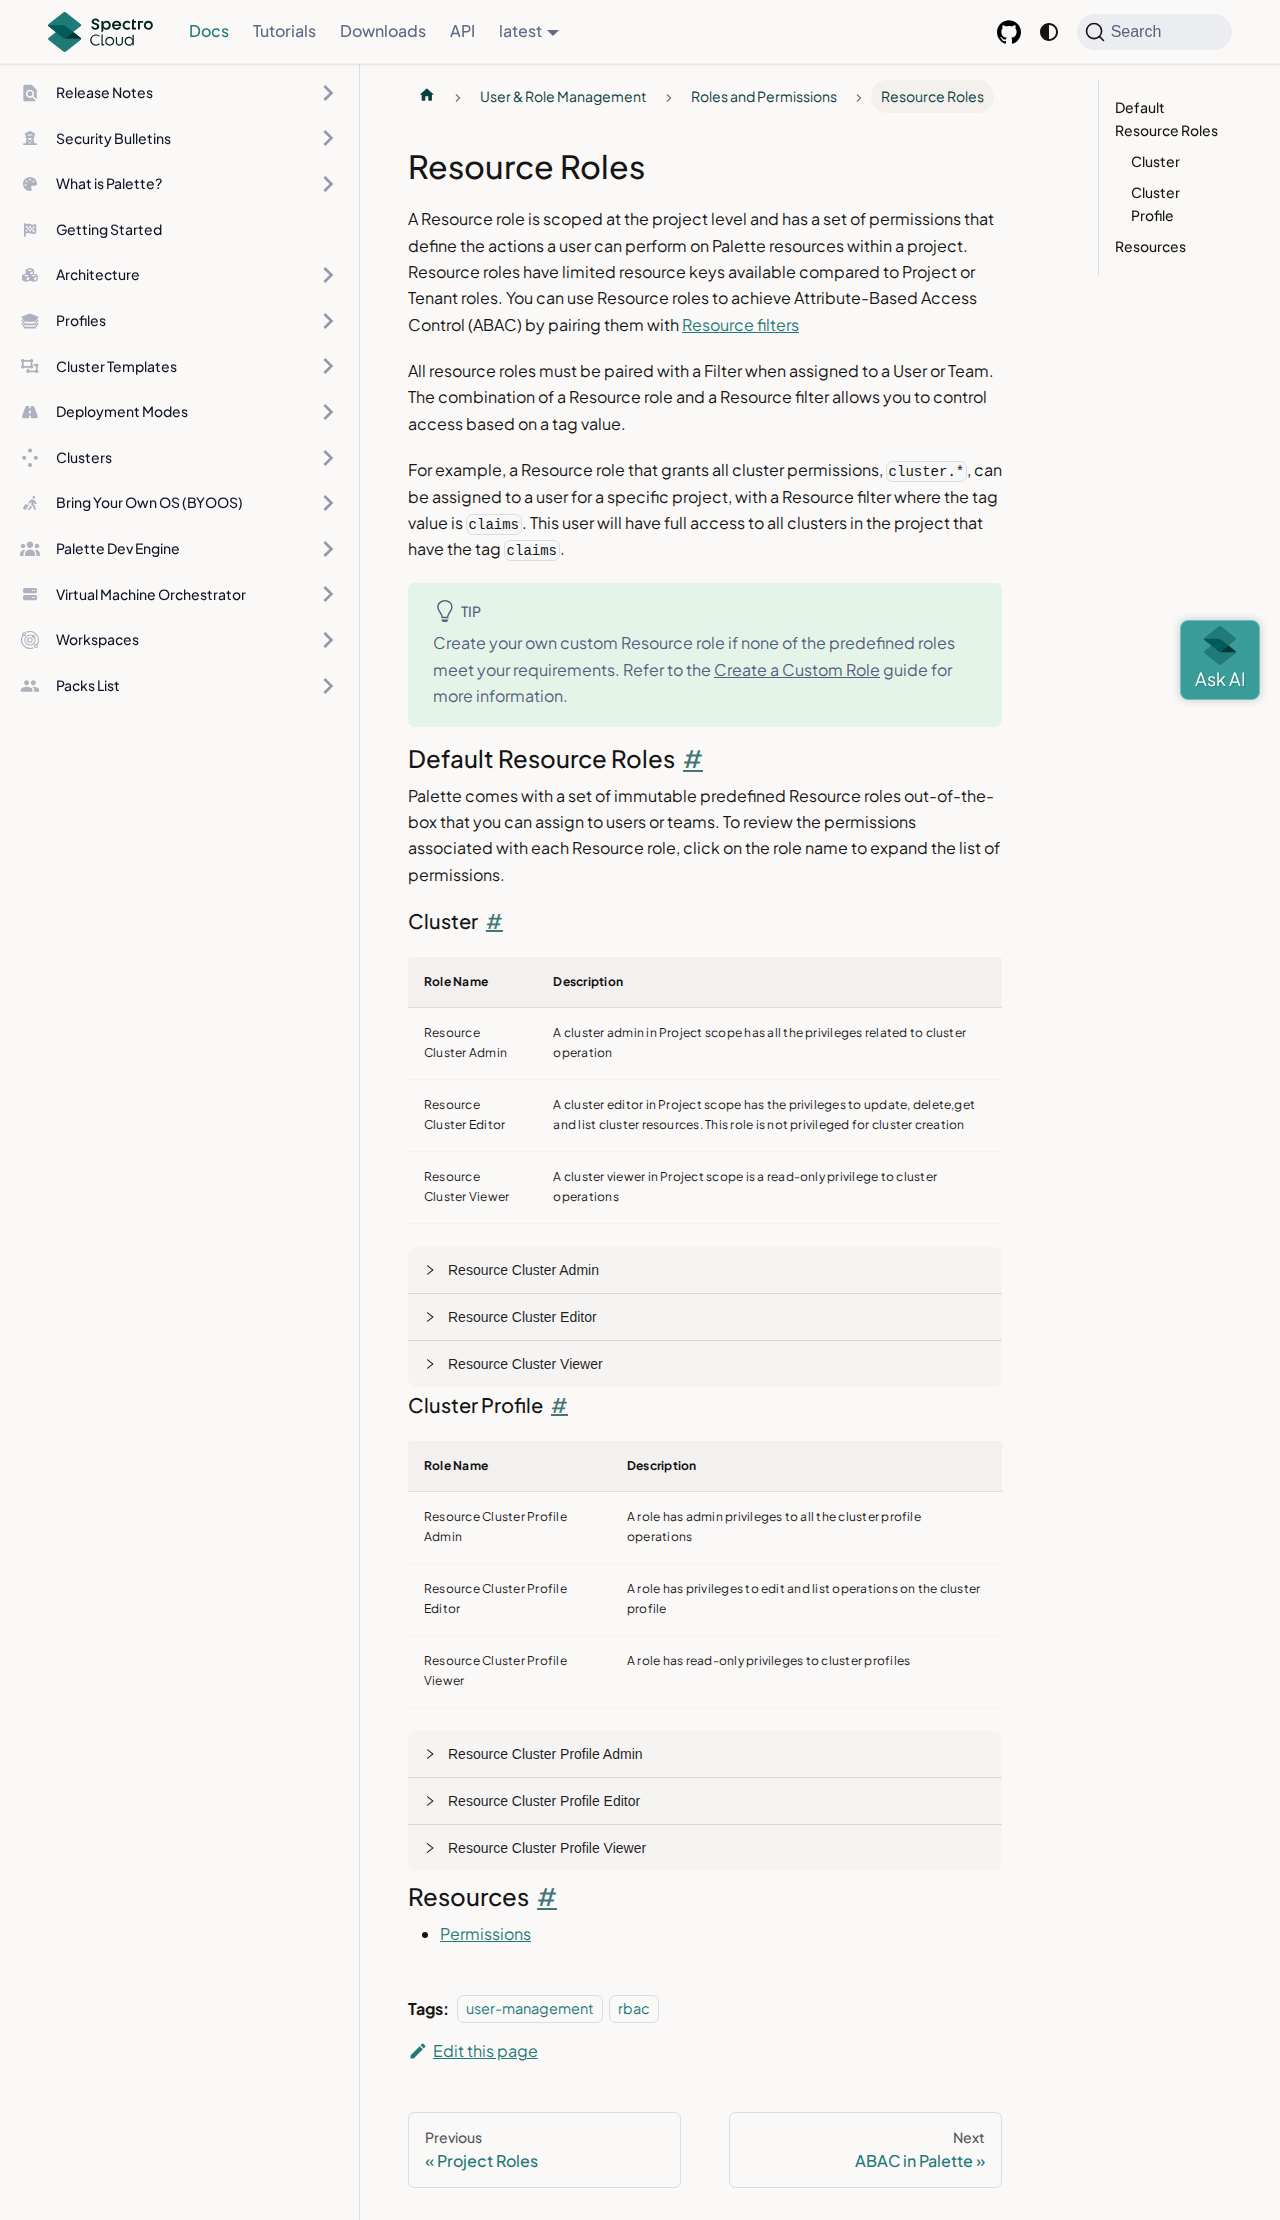 Spectro
Cloud
Docs
Tutorials
Downloads
API
latest
Search
Release Notes
Security Bulletins
What is Palette?
Getting Started
Architecture
Profiles
Cluster Templates
Deployment Modes
Clusters
Bring Your Own OS (BYOOS)
Palette Dev Engine
Virtual Machine Orchestrator
Workspaces
Packs List
User & Role Management
Roles and Permissions
Resource Roles
Resource Roles
A Resource role is scoped at the project level and has a set of permissions that
define the actions a user can perform on Palette resources within a project.
Resource roles have limited resource keys available compared to Project or
Tenant roles. You can use Resource roles to achieve Attribute-Based Access
Control (ABAC) by pairing them with Resource filters
All resource roles must be paired with a Filter when assigned to a User or Team.
The combination of a Resource role and a Resource filter allows you to control
access based on a tag value.
For example, a Resource role that grants all cluster permissions, cluster.*, can
be assigned to a user for a specific project, with a Resource filter where the tag
value is claims. This user will have full access to all clusters in the project that
have the tag claims.
TIP
Create your own custom Resource role if none of the predefined roles
meet your requirements. Refer to the Create a Custom Role guide for
more information.
Default Resource Roles #
Palette comes with a set of immutable predefined Resource roles out-of-the-
box that you can assign to users or teams. To review the permissions
associated with each Resource role, click on the role name to expand the list of
permissions.
Cluster #
Role Name
Description
Resource
Cluster Admin
A cluster admin in Project scope has all the privileges related to cluster
operation
Resource
Cluster Editor
A cluster editor in Project scope has the privileges to update, delete,get
and list cluster resources. This role is not privileged for cluster creation
Resource
Cluster Viewer
A cluster viewer in Project scope is a read-only privilege to cluster
operations
Resource Cluster Admin
Resource Cluster Editor
Resource Cluster Viewer
Cluster Profile #
Role Name
Description
Resource Cluster Profile
Admin
A role has admin privileges to all the cluster profile
operations
Resource Cluster Profile
Editor
A role has privileges to edit and list operations on the cluster
profile
Resource Cluster Profile
Viewer
A role has read-only privileges to cluster profiles
Resource Cluster Profile Admin
Resource Cluster Profile Editor
Resource Cluster Profile Viewer
Resources #
Permissions
Tags: user-management rbac
Edit this page
Previous
« Project Roles
Next
ABAC in Palette »
Default
Resource Roles
Cluster
Cluster
Profile
Resources
Ask AI